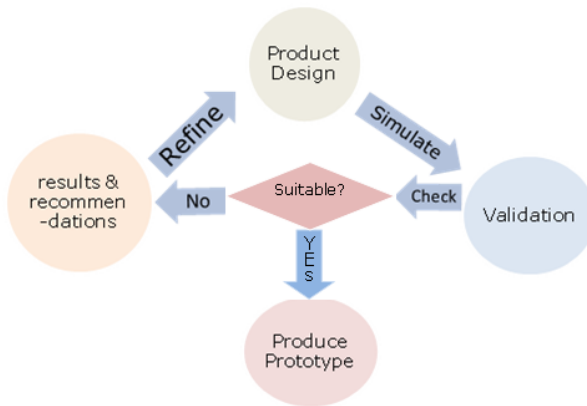 Product
Design
Refine
Simulate
results &
recommen
-dations
No
Suitable?
Check
Validation
YEs
Produce
Prototype